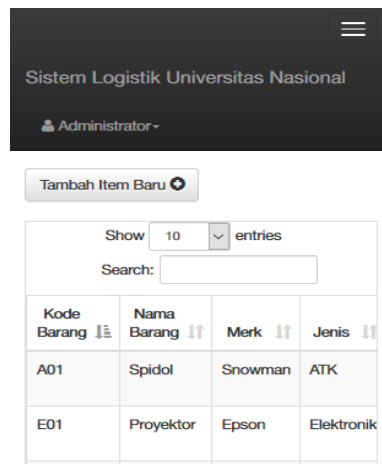 Sistem Logistik Universitas Nasional
Administrator
Tambah Item Baru
Show 10 entries
Search:
Kode Barang Nama Barang Merk Jenis
A01 Spidol Snowman ATK
E01 Proyektor Epson Elektronik